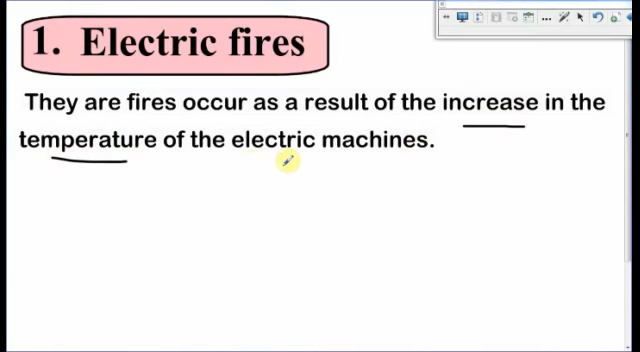 1. Electric fires
They are fires occur as a result of the increase in the
temperature of the electric machines.